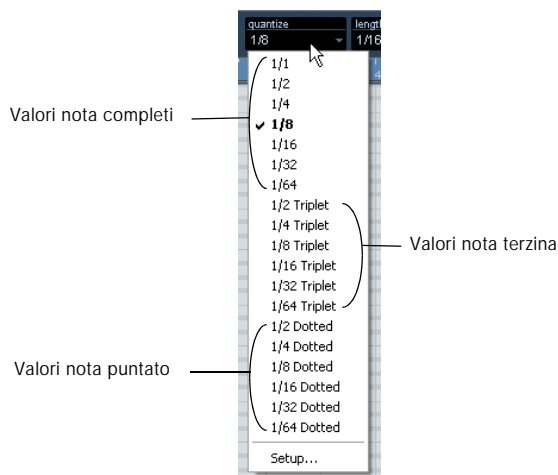 quantize
length
1/8
1/16
1/1
1/2
1/4
1/8
1/16
1/32
1/64
1/2 Triplet
1/4 Triplet
1/8 Triplet
1/16 Triplet
1/32 Triplet
1/64 Triplet
1/2 Dotted
1/4 Dotted
1/8 Dotted
1/16 Dotted
1/32 Dotted
1/64 Dotted
Setup...
Valori nota completi
Valori nota terzina
Valori nota puntato